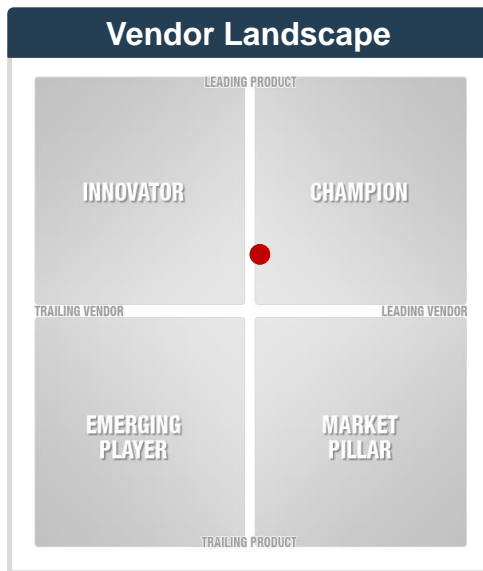 Vendor Landscape
LEADING PRODUCT
INNOVATOR
CHAMPION
TRAILING VENDOR
LEADING VENDOR
EMERGING
PLAYER
MARKET
PILLAR
TRAILING PRODUCT